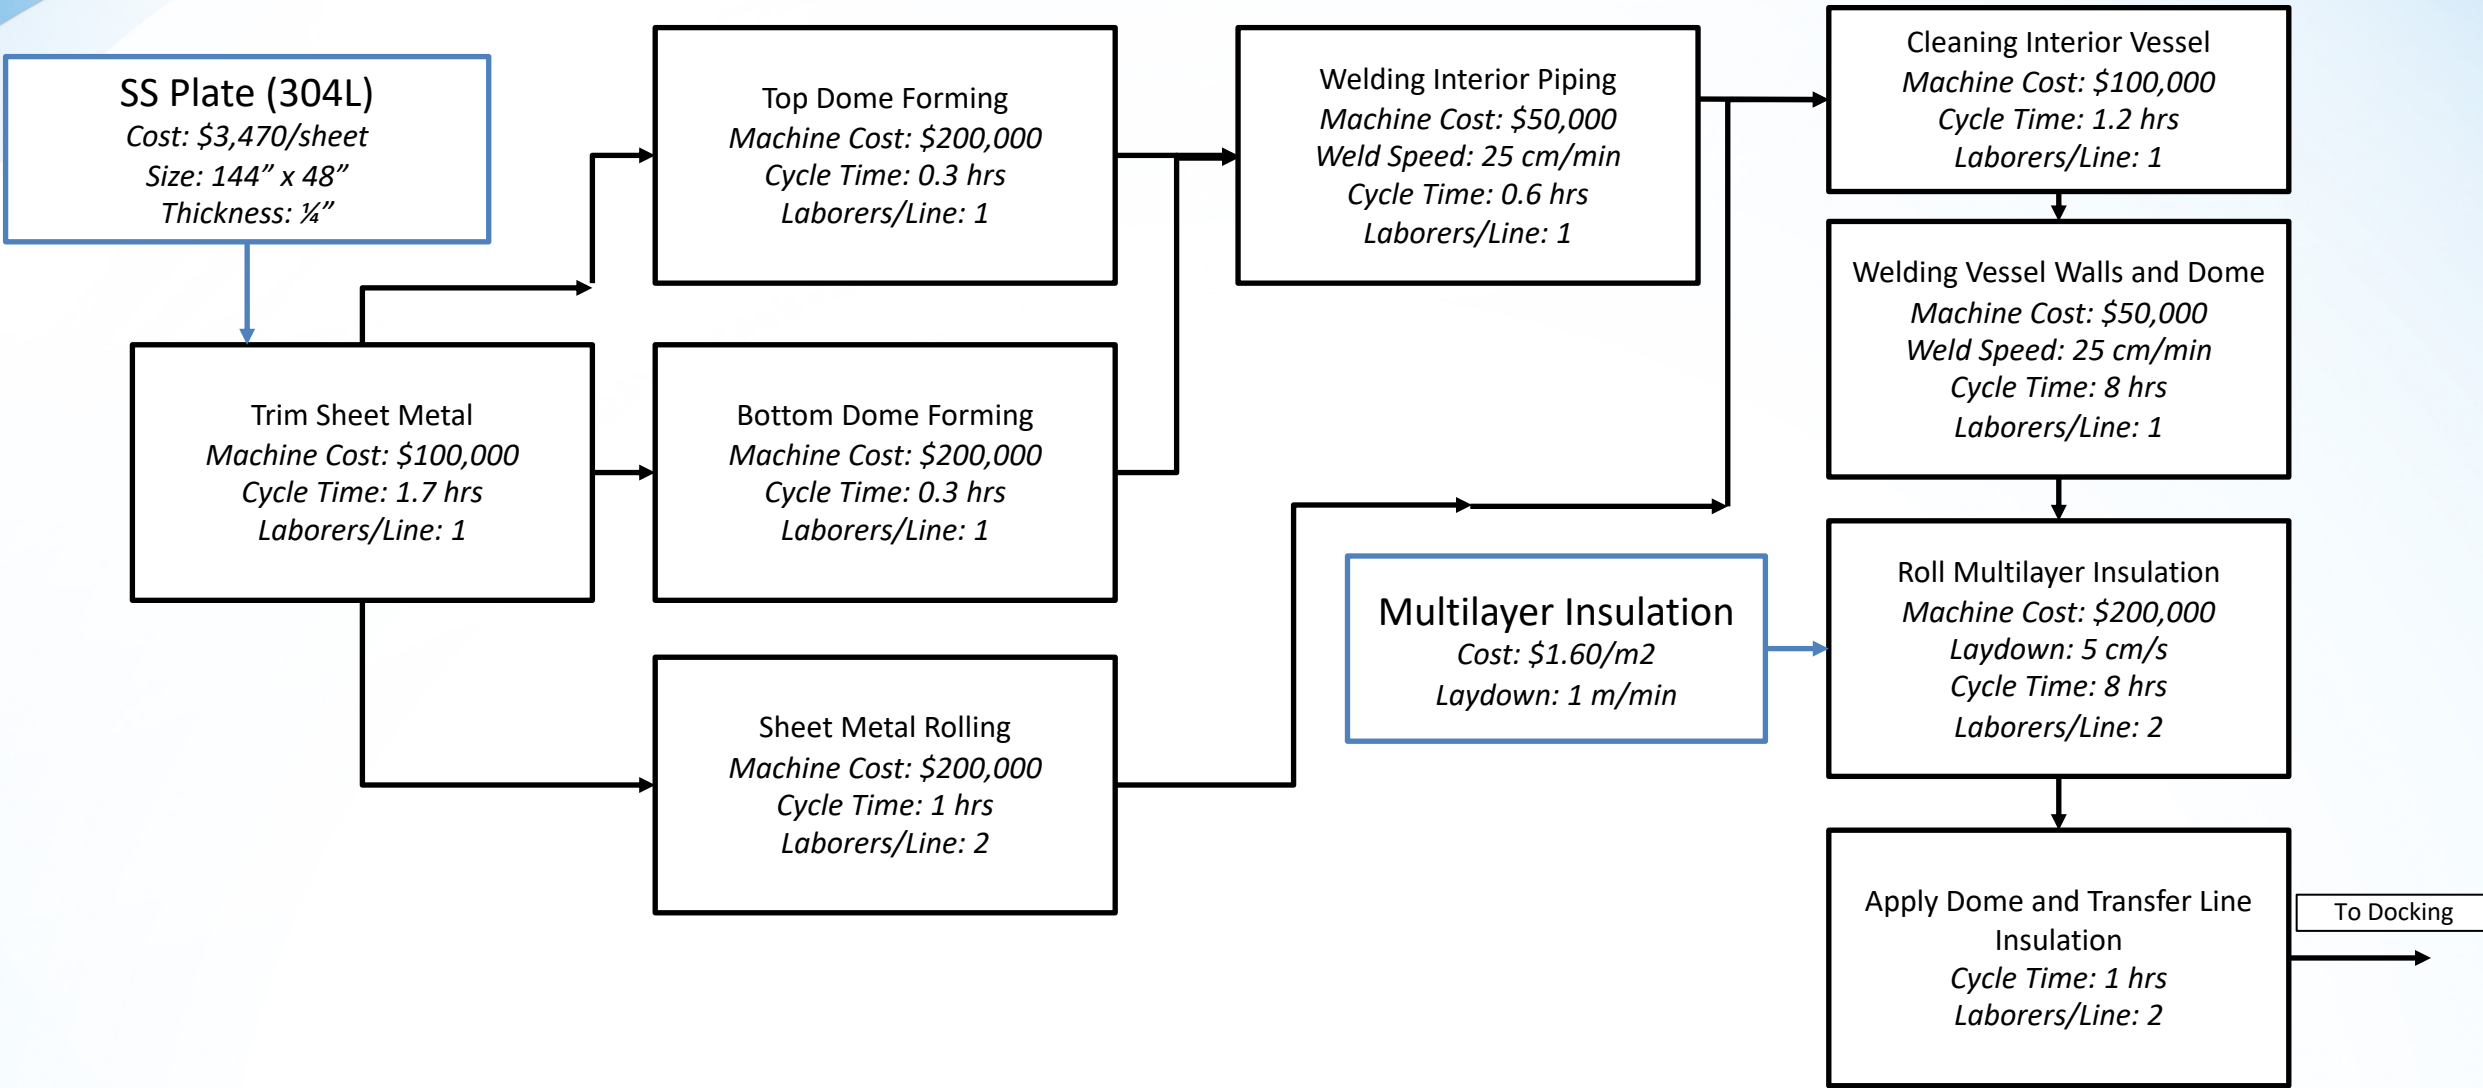 SS Plate (304L)
Cost: $3,470/sheet
Size: 144” x 48”
Thickness: ¼”
Trim Sheet Metal
Machine Cost: $100,000
Cycle Time: 1.7 hrs
Laborers/Line: 1
Top Dome Forming
Machine Cost: $200,000
Cycle Time: 0.3 hrs
Laborers/Line: 1
Bottom Dome Forming
Machine Cost: $200,000
Cycle Time: 0.3 hrs
Laborers/Line: 1
Sheet Metal Rolling
Machine Cost: $200,000
Cycle Time: 1 hrs
Laborers/Line: 2
Welding Interior Piping
Machine Cost: $50,000
Weld Speed: 25 cm/min
Cycle Time: 0.6 hrs
Laborers/Line: 1
Multilayer Insulation
Cost: $1.60/m2
Laydown: 1 m/min
Cleaning Interior Vessel
Machine Cost: $100,000
Cycle Time: 1.2 hrs
Laborers/Line: 1
Welding Vessel Walls and Dome
Machine Cost: $50,000
Weld Speed: 25 cm/min
Cycle Time: 8 hrs
Laborers/Line: 1
Roll Multilayer Insulation
Machine Cost: $200,000
Laydown: 5 cm/s
Cycle Time: 8 hrs
Laborers/Line: 2
Apply Dome and Transfer Line
Insulation
Cycle Time: 1 hrs
Laborers/Line: 2
To Docking